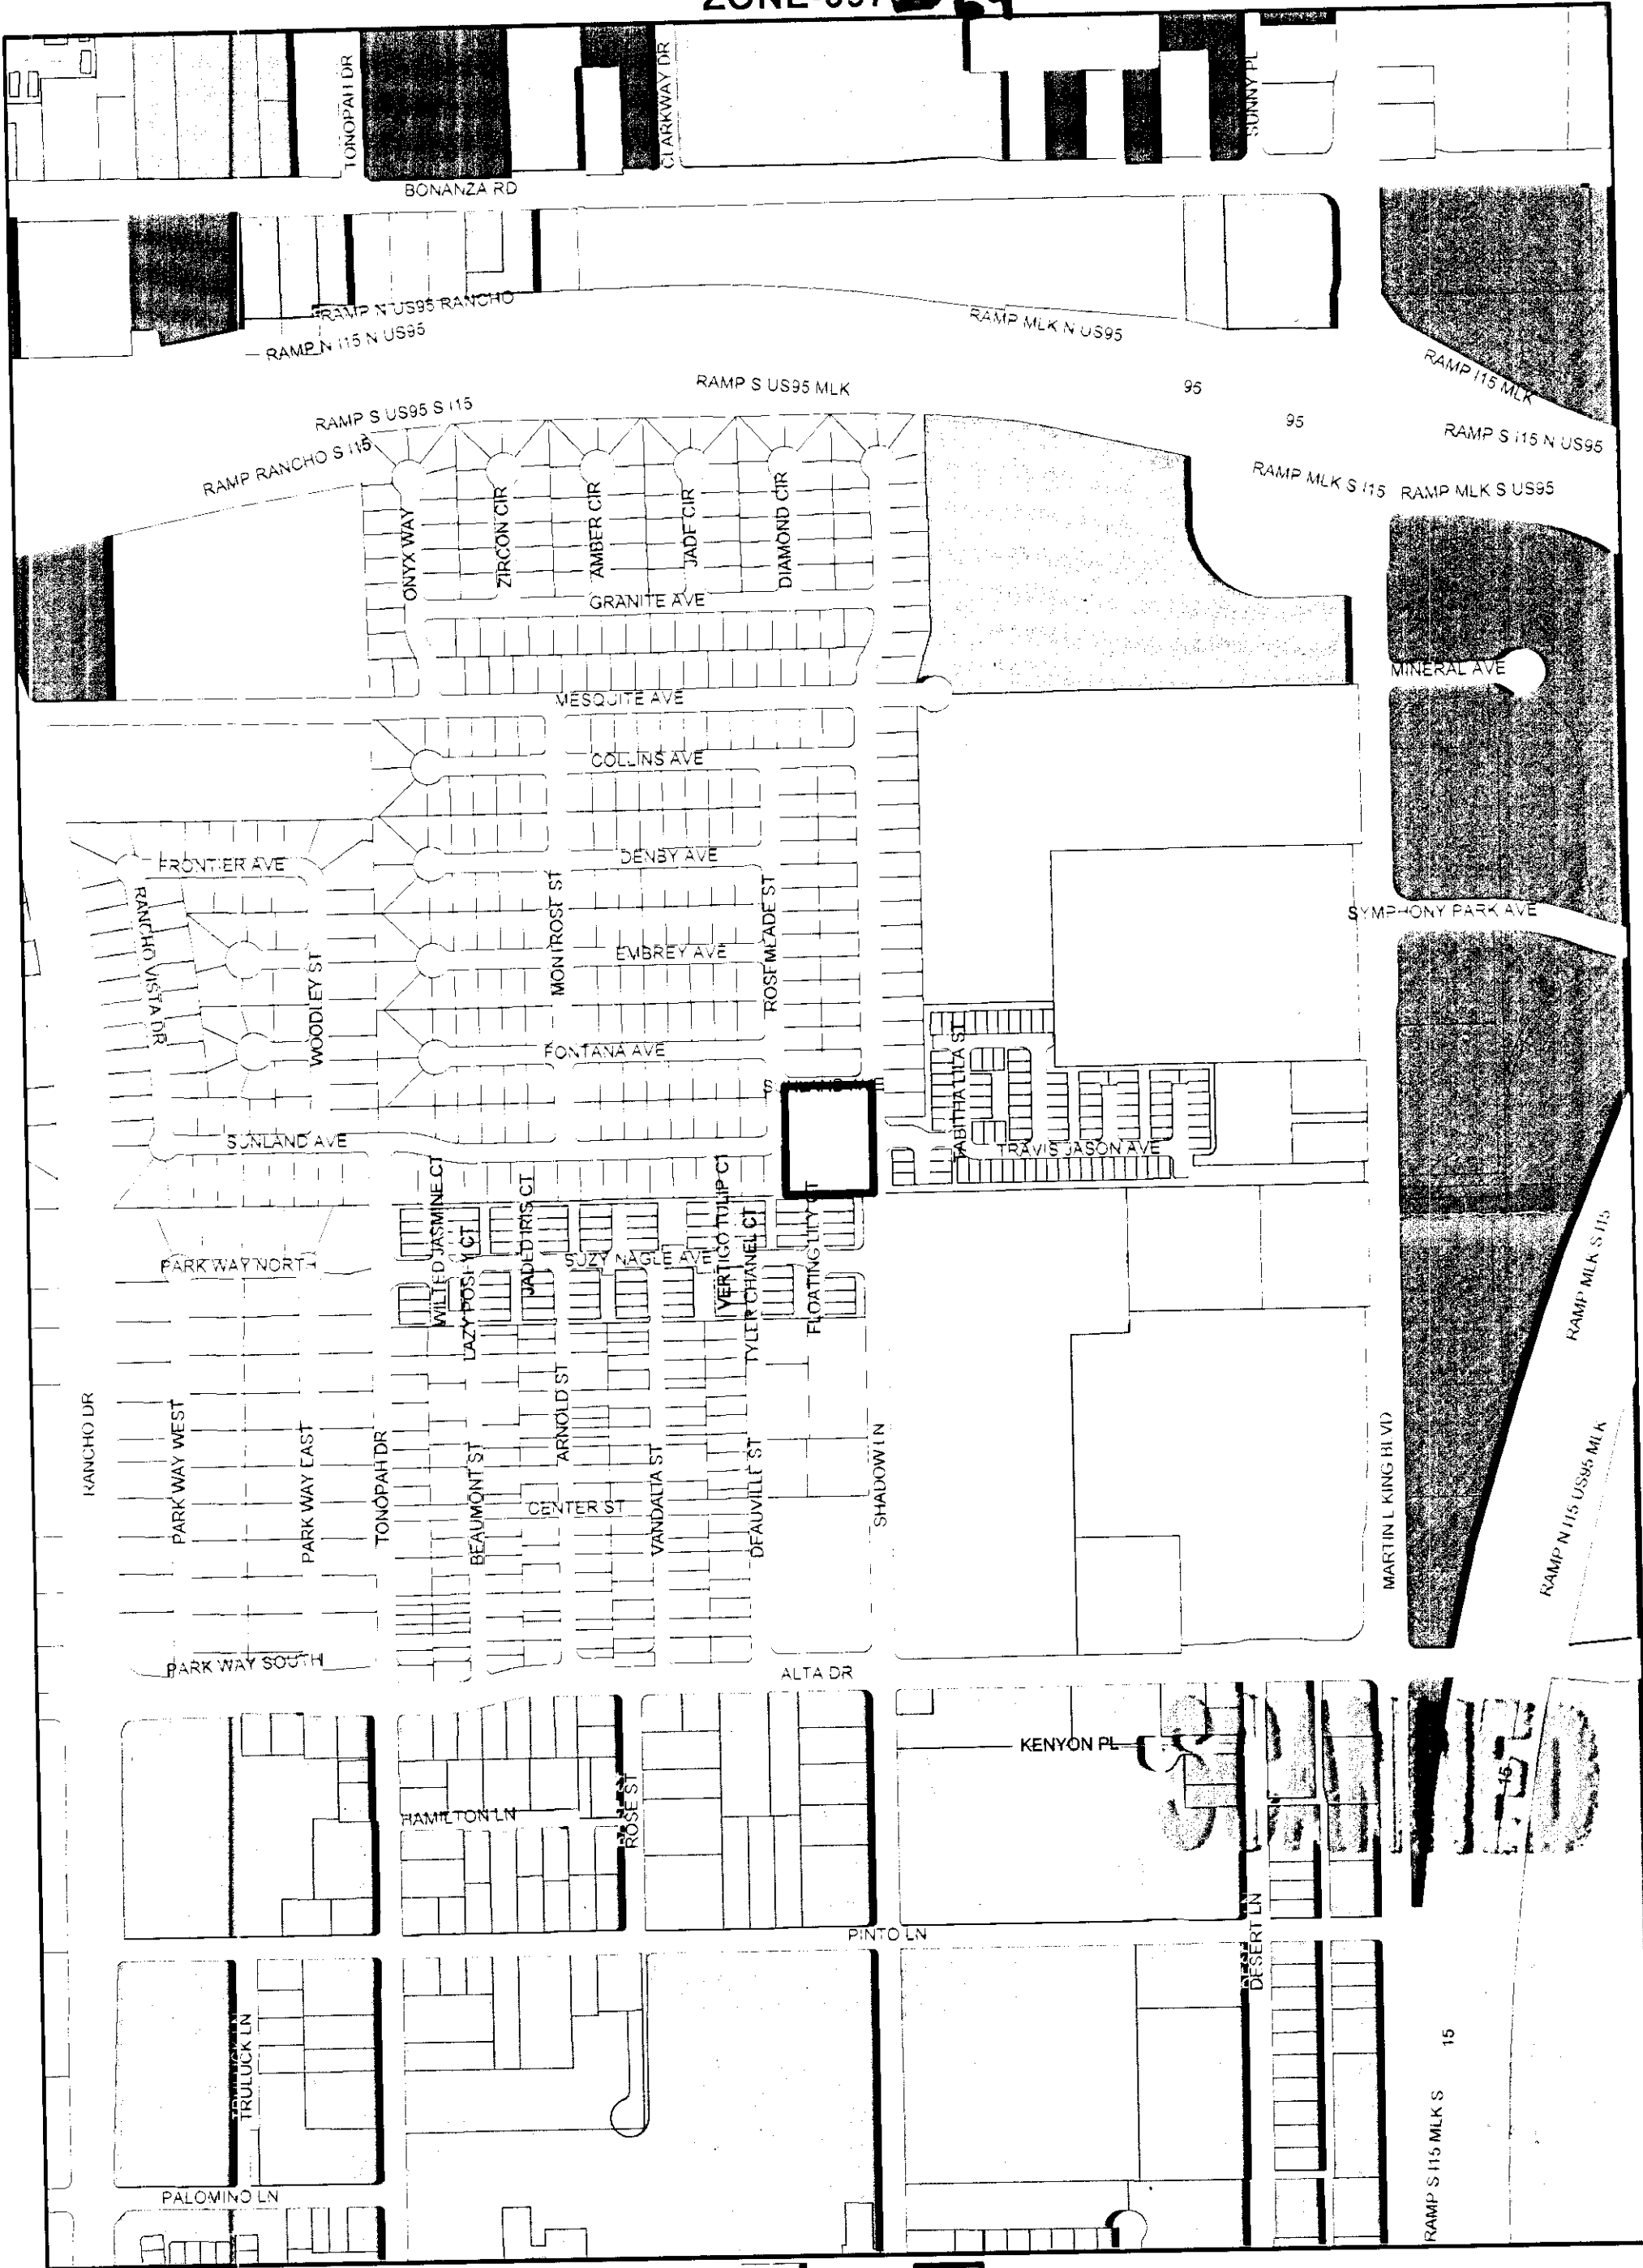 TONOPAH DR
CLARKWAY DR
SUNNY PL
BONANZA RD
RAMP N US95 RANCHO
RAMP N I15 N US95
RAMP MLK N US95
RAMP I15 MLK
RAMP S US95 MLK
95
95
RAMP S US95 S I15
RAMP S I15 N US95
RAMP RANCHO S I15
RAMP MLK S I15
RAMP MLK S US95
ONYX WAY
ZIRCON CIR
AMBER CIR
JADE CIR
DIAMOND CIR
GRANITE AVE
MINERAL AVE
MESQUITE AVE
COLLINS AVE
FRONTIER AVE
DENBY AVE
RANCHO VISTA DR
WOODLEY ST
MONTROSE ST
ROSEMEADE ST
SYMPHONY PARK AVE
EMBREY AVE
FONTANA AVE
TABITHA LILA ST
SUNLAND AVE
SUNLAND AVE
TRAVIS JASON AVE
WILTED JASMINE CT
LAZY POSEY CT
JADED IRIS CT
VERTIGO TULIP CT
TYLER CHANEL CT
FLOATING LILY CT
PARK WAY NORTH
SUZY NAGLE AVE
RAMP MLK S I15
RANCHO DR
PARK WAY WEST
PARK WAY EAST
TONOPAH DR
BEAUMONT ST
ARNOLD ST
CENTER ST
VANDALIA ST
DEAUVILLE ST
SHADOW LN
MARTIN L KING BLVD
RAMP N I15 US95 MLK
PARK WAY SOUTH
ALTA DR
KENYON PL
15
HAMILTON LN
ROSE ST
PINTO LN
DESERT LN
TRULUCK LN
15
RAMP S I15 MLK S
PALOMINO LN